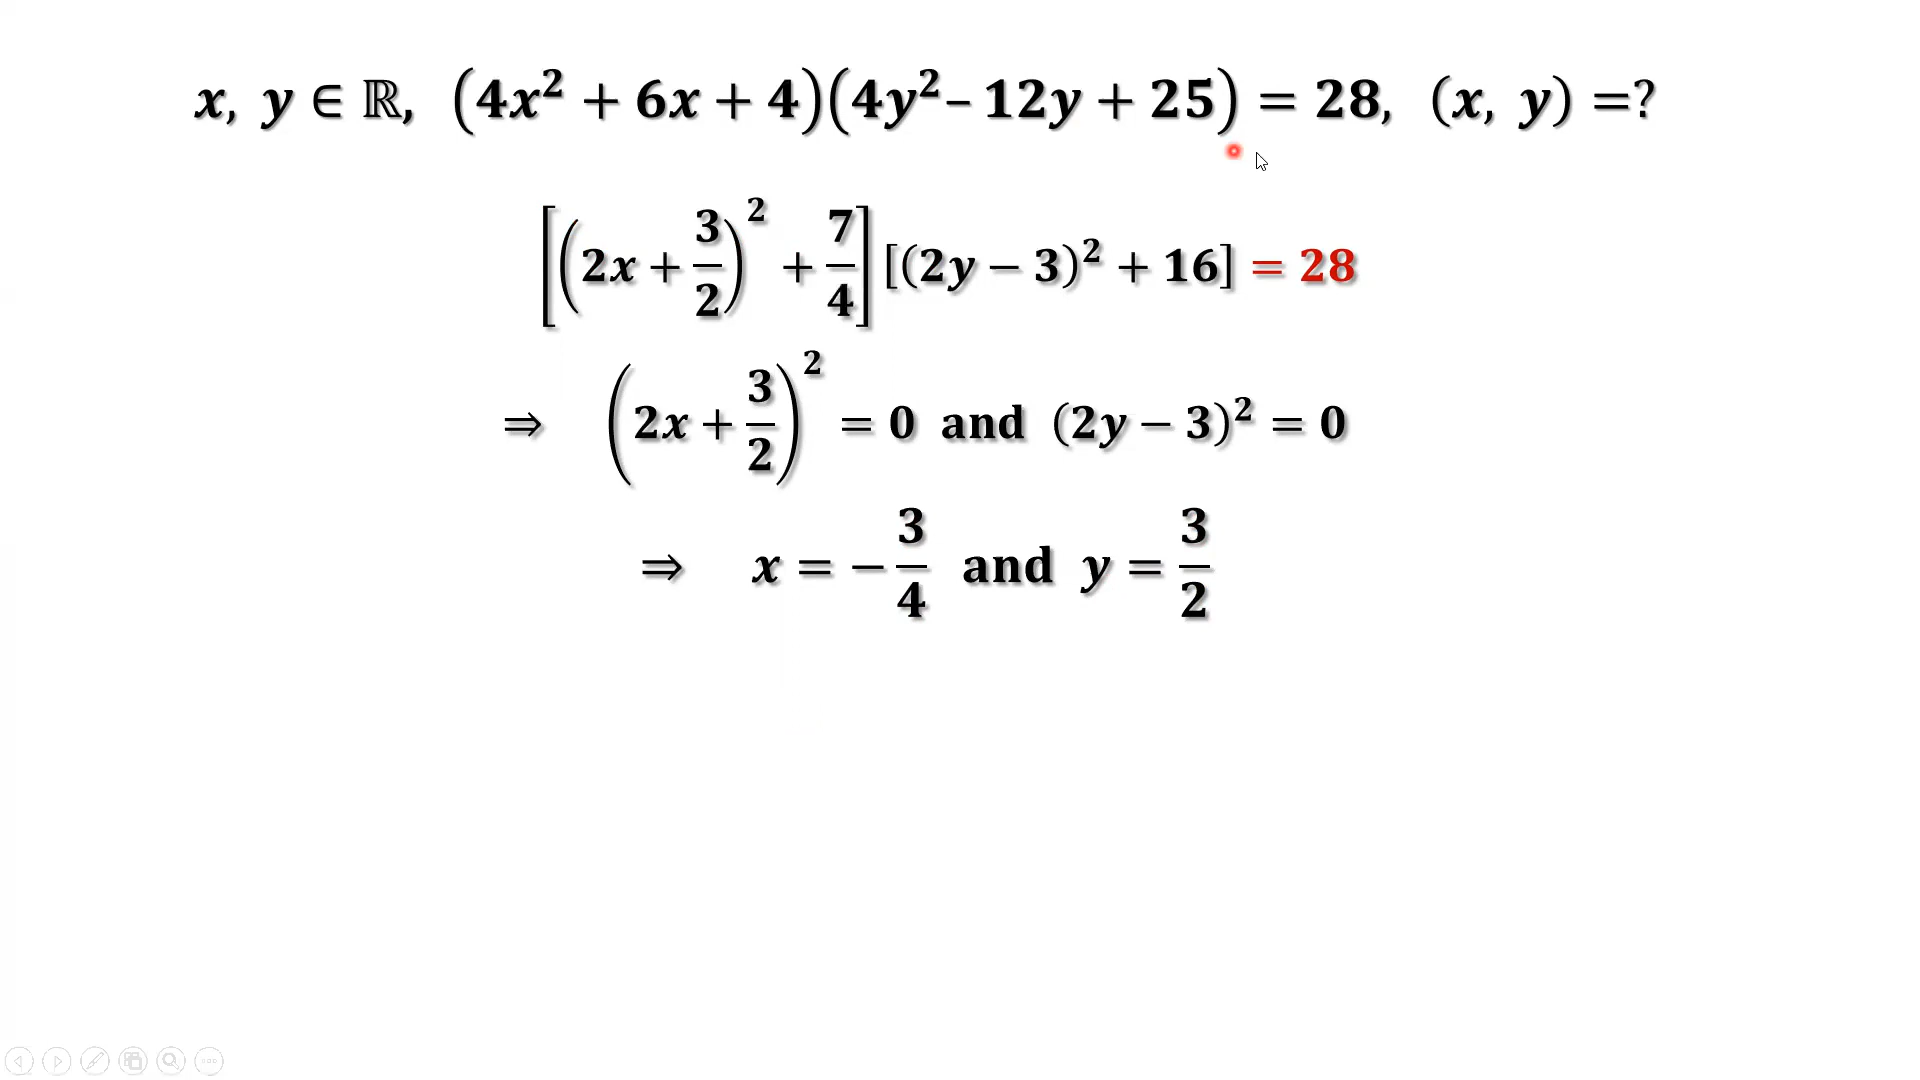 x, y ∈ ℝ, (4x² + 6x + 4)(4y² – 12y + 25) = 28, (x, y) =?
[(2x + 3/2)² + 7/4] [(2y − 3)² + 16] = 28
⇒ (2x + 3/2)² = 0 and (2y − 3)² = 0
⇒ x = − 3/4 and y = 3/2